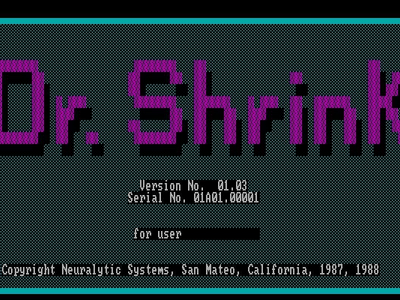 Dr. Shrink
Version No. 01.03
Serial No. 01A01.00001
for user
Copyright Neuralytic Systems, San Mateo, California, 1987, 1988